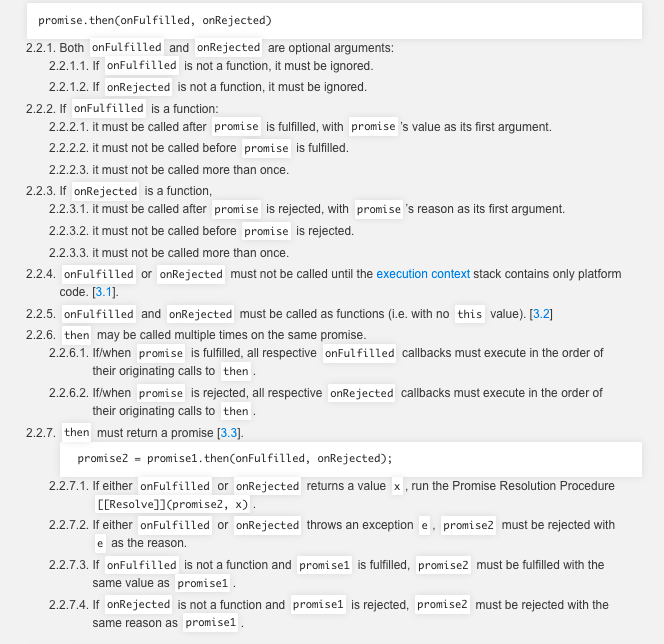 promise.then(onFulfilled, onRejected)
2.2.1. Both onFulfilled and onRejected are optional arguments:
2.2.1.1. If onFulfilled is not a function, it must be ignored.
2.2.1.2. If onRejected is not a function, it must be ignored.
2.2.2. If onFulfilled is a function:
2.2.2.1. it must be called after promise is fulfilled, with promise 's value as its first argument.
2.2.2.2. it must not be called before promise is fulfilled.
2.2.2.3. it must not be called more than once.
2.2.3. If onRejected is a function,
2.2.3.1. it must be called after promise is rejected, with promise 's reason as its first argument.
2.2.3.2. it must not be called before promise is rejected.
2.2.3.3. it must not be called more than once.
2.2.4. onFulfilled or onRejected must not be called until the execution context stack contains only platform
code. [3.1].
2.2.5. onFulfilled and onRejected must be called as functions (i.e. with no this value). [3.2]
2.2.6. then may be called multiple times on the same promise.
2.2.6.1. If/when promise is fulfilled, all respective onFulfilled callbacks must execute in the order of
their originating calls to then .
2.2.6.2. If/when promise is rejected, all respective onRejected callbacks must execute in the order of
their originating calls to then .
2.2.7. then must return a promise [3.3].
promise2 = promise1.then(onFulfilled, onRejected);
2.2.7.1. If either onFulfilled or onRejected returns a value x , run the Promise Resolution Procedure
[[Resolve]](promise2, x) .
2.2.7.2. If either onFulfilled or onRejected throws an exception e , promise2 must be rejected with
e as the reason.
2.2.7.3. If onFulfilled is not a function and promise1 is fulfilled, promise2 must be fulfilled with the
same value as promise1 .
2.2.7.4. If onRejected is not a function and promise1 is rejected, promise2 must be rejected with the
same reason as promise1 .